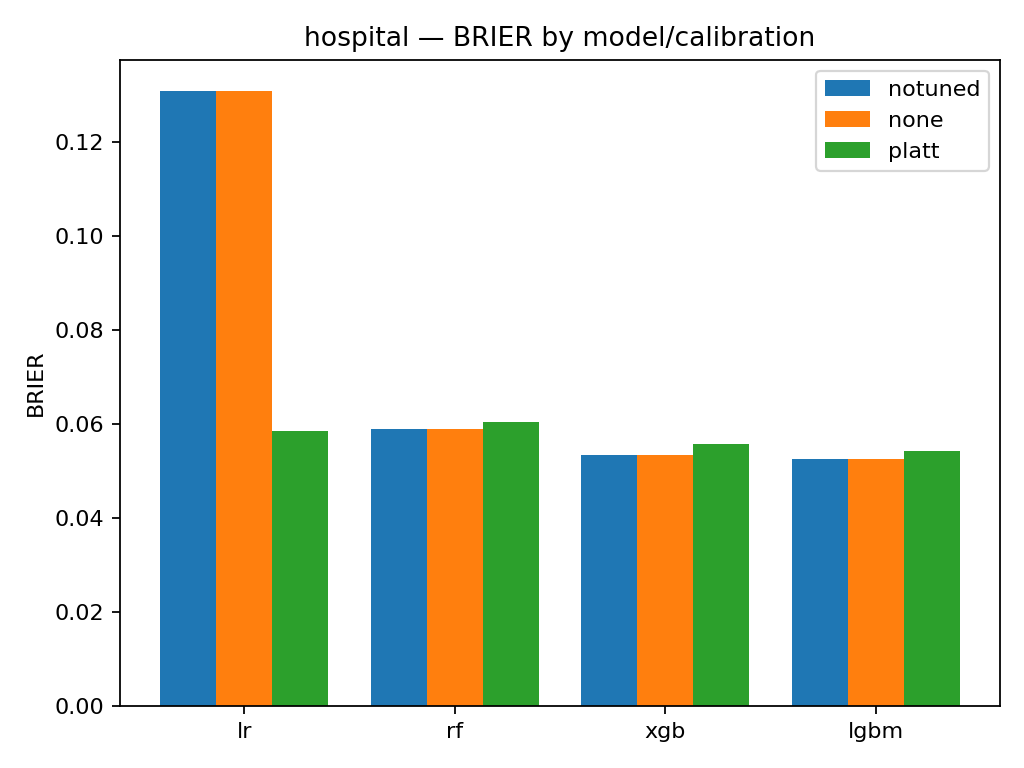 hospital — BRIER by model/calibration
notuned
none
platt
0.12
0.10
0.08
0.06
0.04
0.02
0.00
BRIER
lr
rf
xgb
lgbm